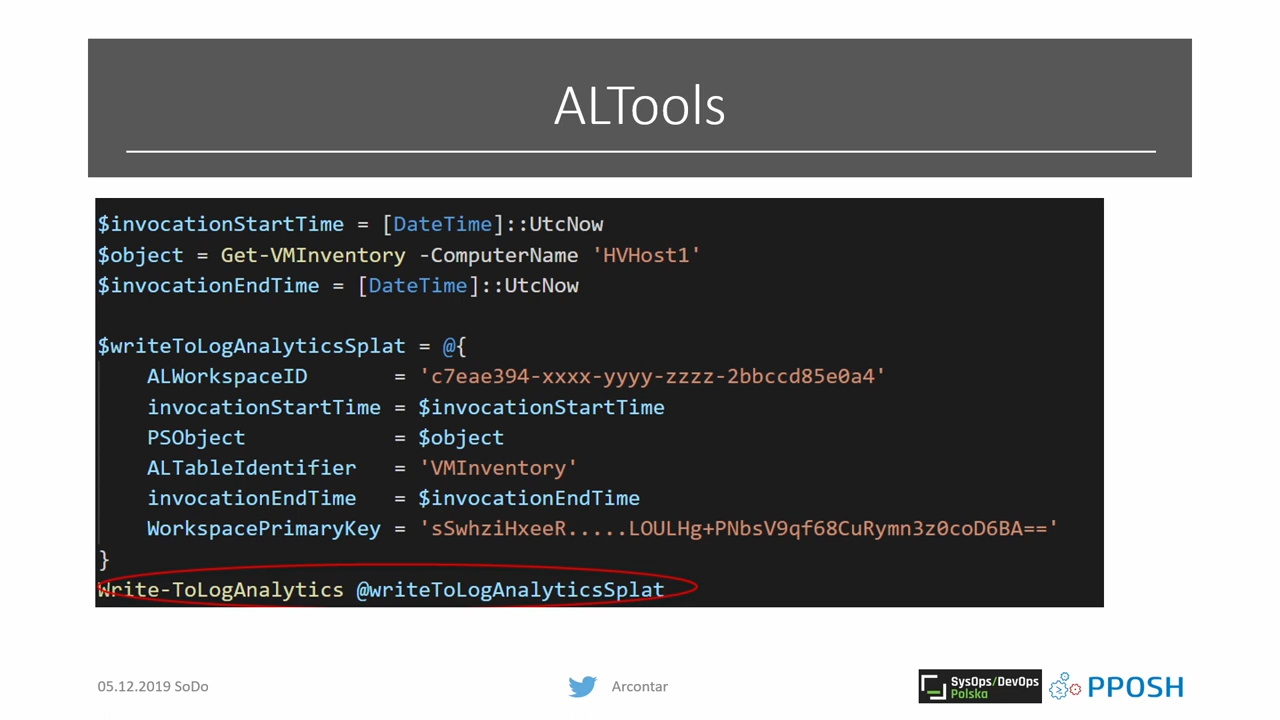 ALTools
$invocationStartTime = [DateTime]::UtcNow
$object = Get-VMInventory -ComputerName 'HVHost1'
$invocationEndTime = [DateTime]::UtcNow
$writeToLogAnalyticsSplat = @{
ALWorkspaceID = 'c7eae394-xxxx-yyyy-zzzz-2bbccd85e0a4'
invocationStartTime = $invocationStartTime
PSObject = $object
ALTableIdentifier = 'VMInventory'
invocationEndTime = $invocationEndTime
WorkspacePrimaryKey = 'sSwhziHxeeR.....LOULHg+PNbsV9qf68CuRymn3z0coD6BA=='
}
Write-ToLogAnalytics @writeToLogAnalyticsSplat
05.12.2019 SoDo
Arcontar
SysOps/DevOps
Polska
PPOSH